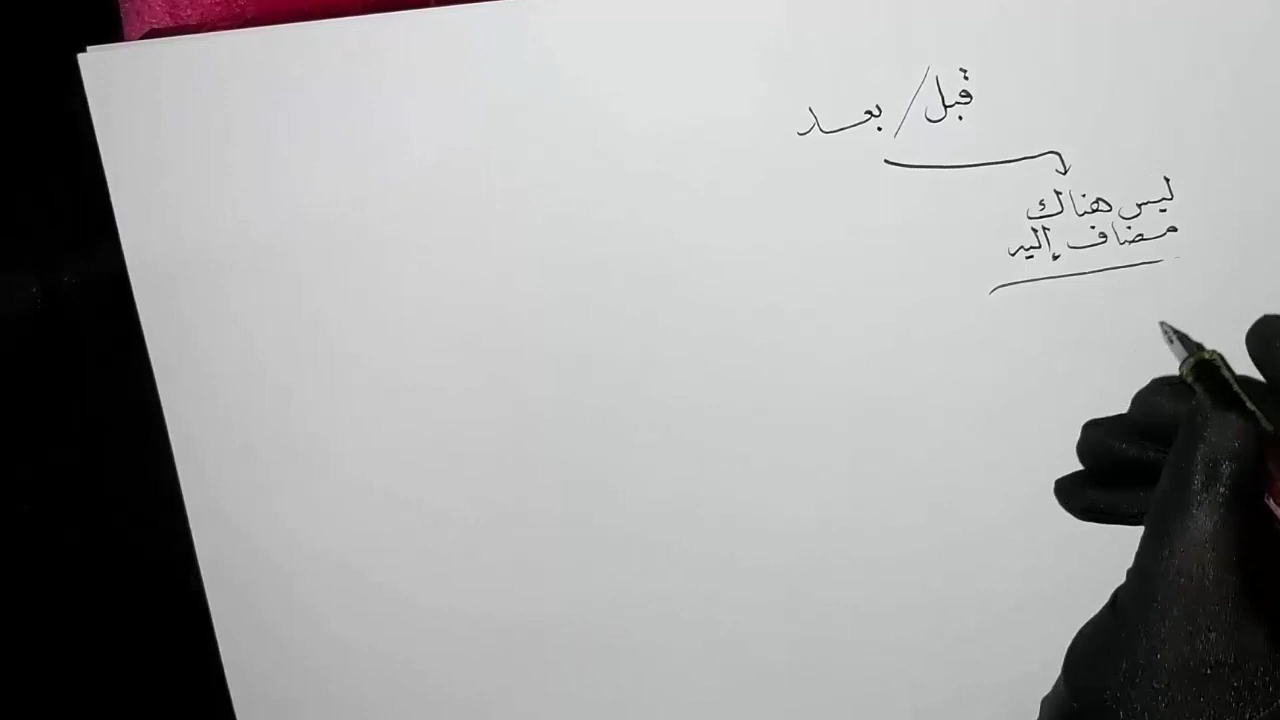 قبل / بعد
ليس هناك
مضاف إليه